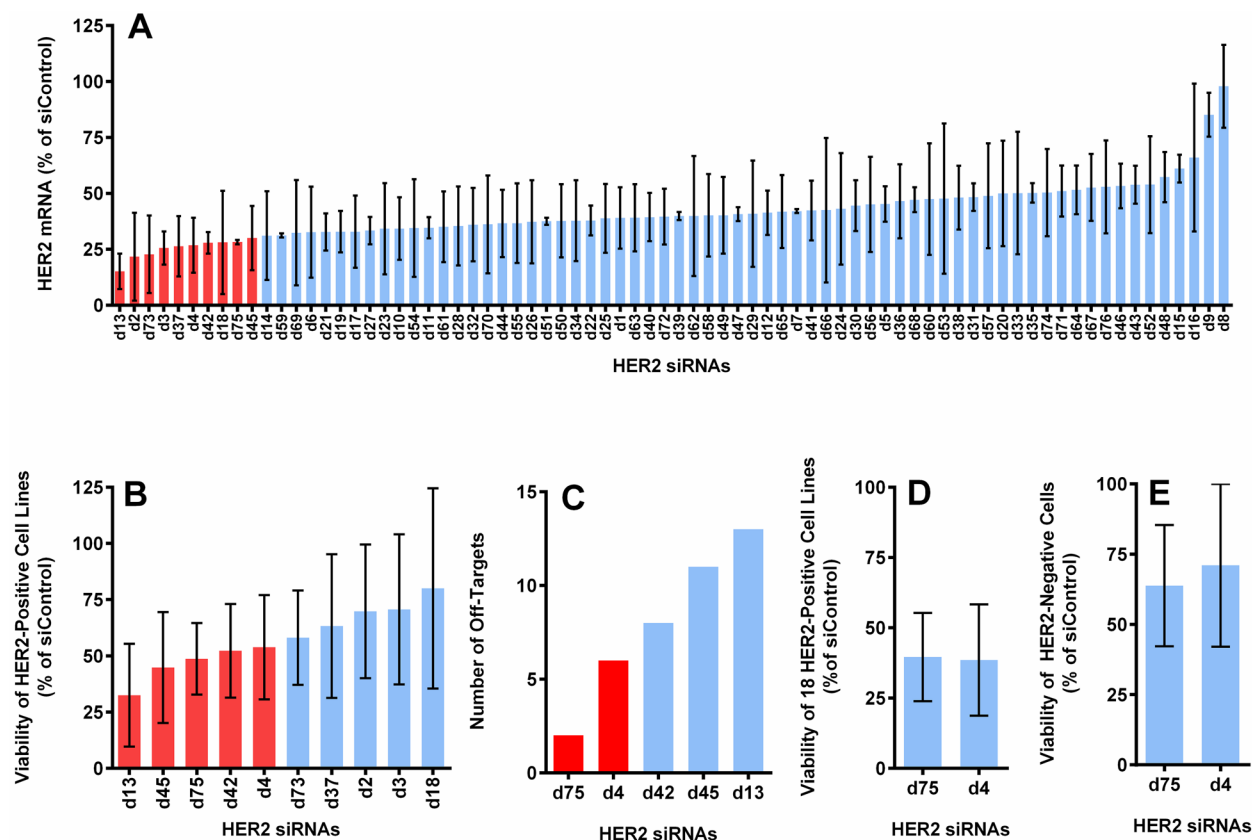 A
HER2 mRNA (% of siControl)
125
100
75
50
25
0
d13 d2 d73 d3 d37 d4 d42 d18 d75 d45 d14 d59 d69 d6 d21 d19 d17 d27 d23 d10 d54 d11 d61 d28 d32 d70 d44 d55 d26 d51 d50 d34 d22 d25 d1 d63 d40 d72 d39 d62 d58 d49 d47 d29 d12 d65 d7 d41 d66 d24 d30 d56 d5 d36 d68 d60 d53 d38 d31 d57 d20 d33 d35 d74 d71 d64 d67 d76 d46 d43 d52 d48 d15 d16 d9 d8
HER2 siRNAs
B
Viability of HER2-Positive Cell Lines
(% of siControl)
125
100
75
50
25
0
d13 d45 d75 d42 d4 d73 d37 d2 d3 d18
HER2 siRNAs
C
Number of Off-Targets
15
10
5
0
d75 d4 d42 d45 d13
HER2 siRNAs
D
Viability of 18 HER2-Positive Cell Lines
(%of siControl)
100
75
50
25
0
d75 d4
HER2 siRNAs
E
Viability of HER2-Negative Cells
(% of siControl)
100
75
50
25
0
d75 d4
HER2 siRNAs